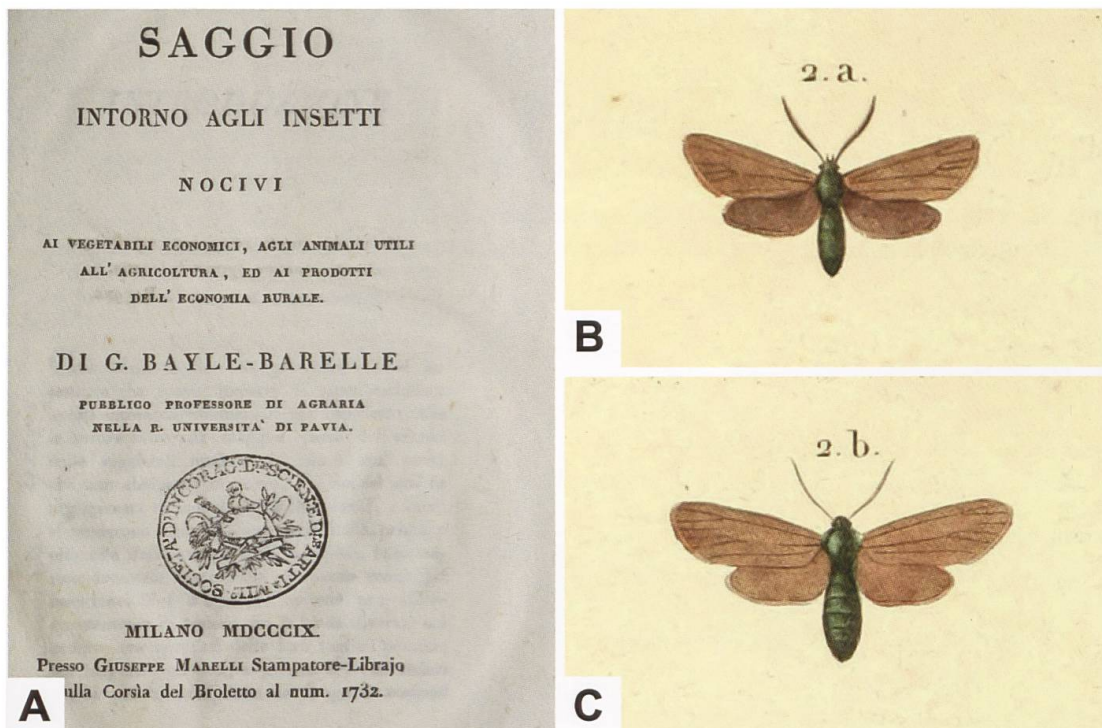 SAGGIO
INTORNO AGLI INSETTI
NOCIVI
AI VEGETABILI ECONOMICI, AGLI ANIMALI UTILI
ALL' AGRICOLTURA, ED AI PRODOTTI
DELL' ECONOMIA RURALE.
DI G. BAYLE-BARELLE
PUBBLICO PROFESSORE DI AGRARIA
NELLA R. UNIVERSITA' DI PAVIA.
MILANO MDCCCIX.
Presso GIUSEPPE MARELLI Stampatore-Librajo
ulla Corsìa del Broletto al num. 1732.
A
2.a.
B
2.b.
C